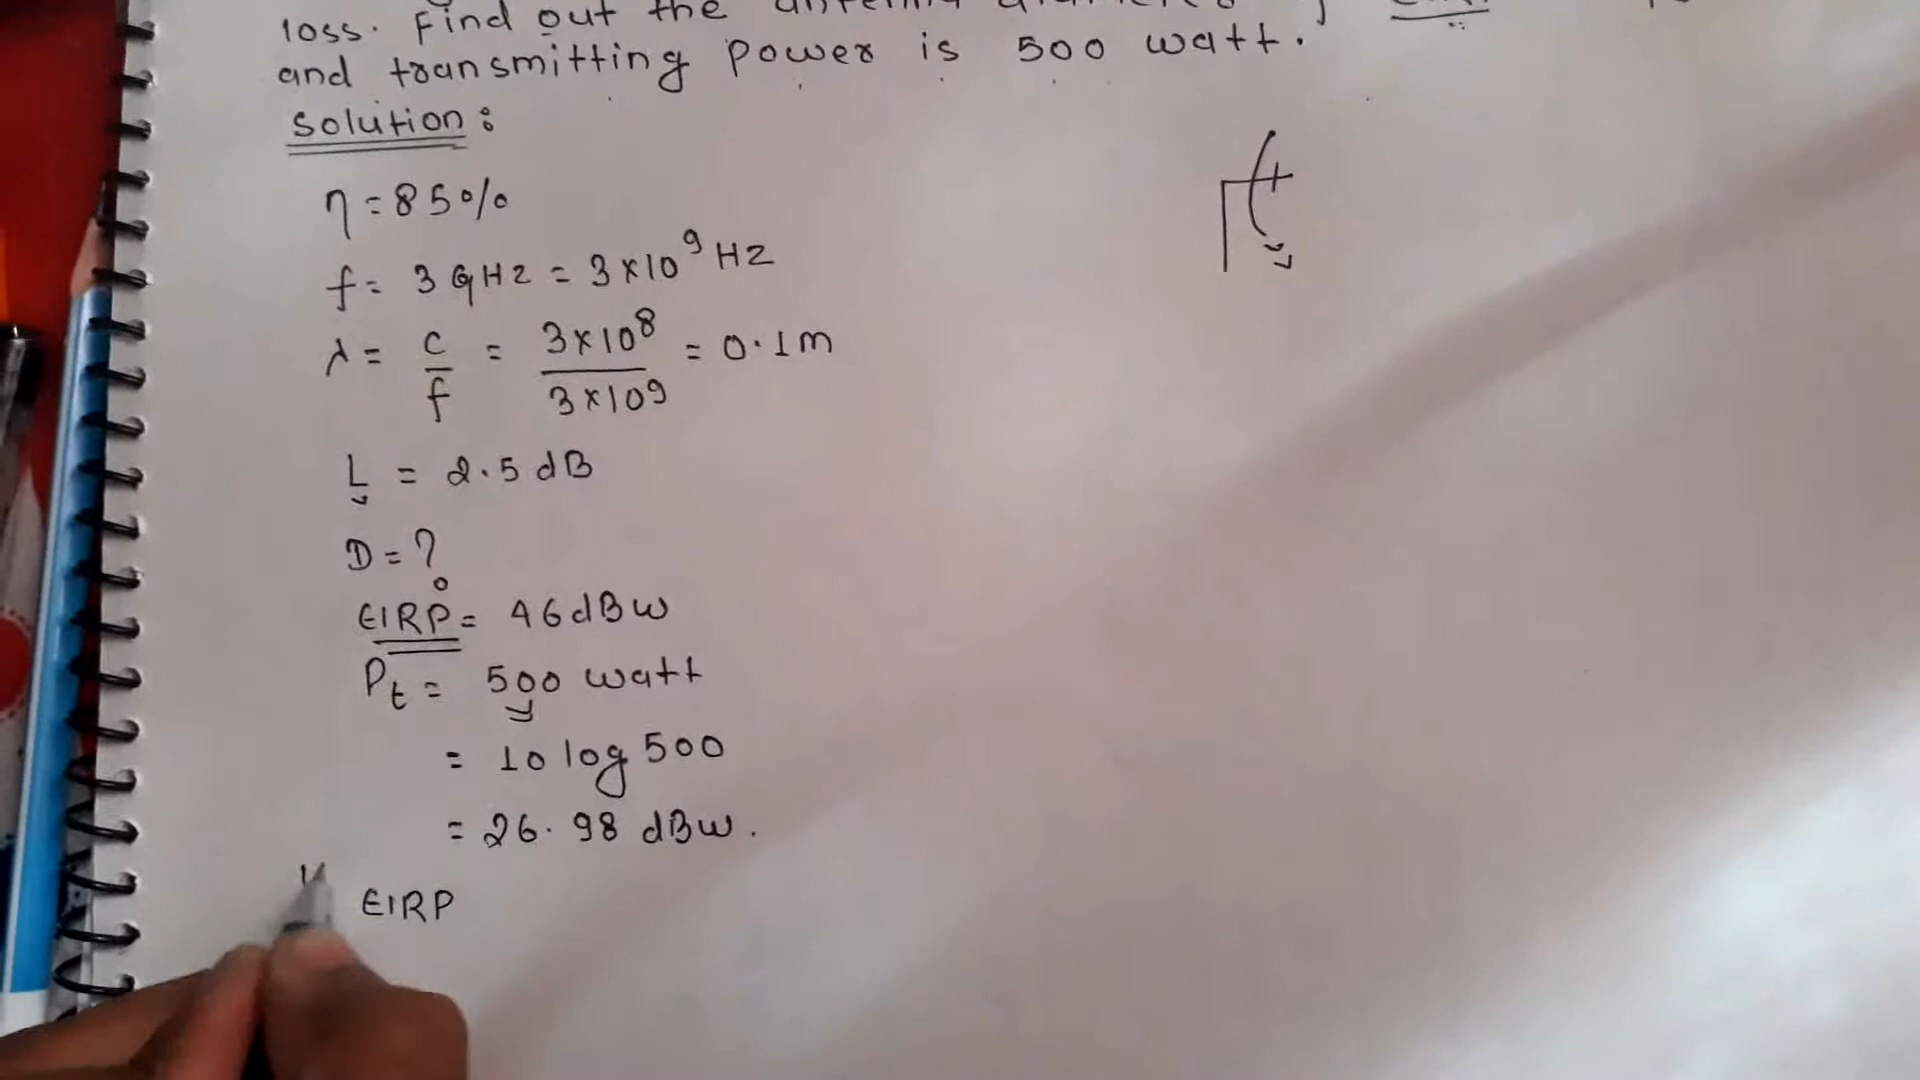 loss. Find out the antenna
and transmitting power is 500 watt.
Solution:
η = 85%
f = 3 GHz = 3×10⁹ Hz
λ = c/f = 3×10⁸/3×10⁹ = 0.1m
L = 2.5 dB
D = ?
EIRP = 46 dBw
Pt = 500 watt
= 10 log 500
= 26.98 dBw.
EIRP